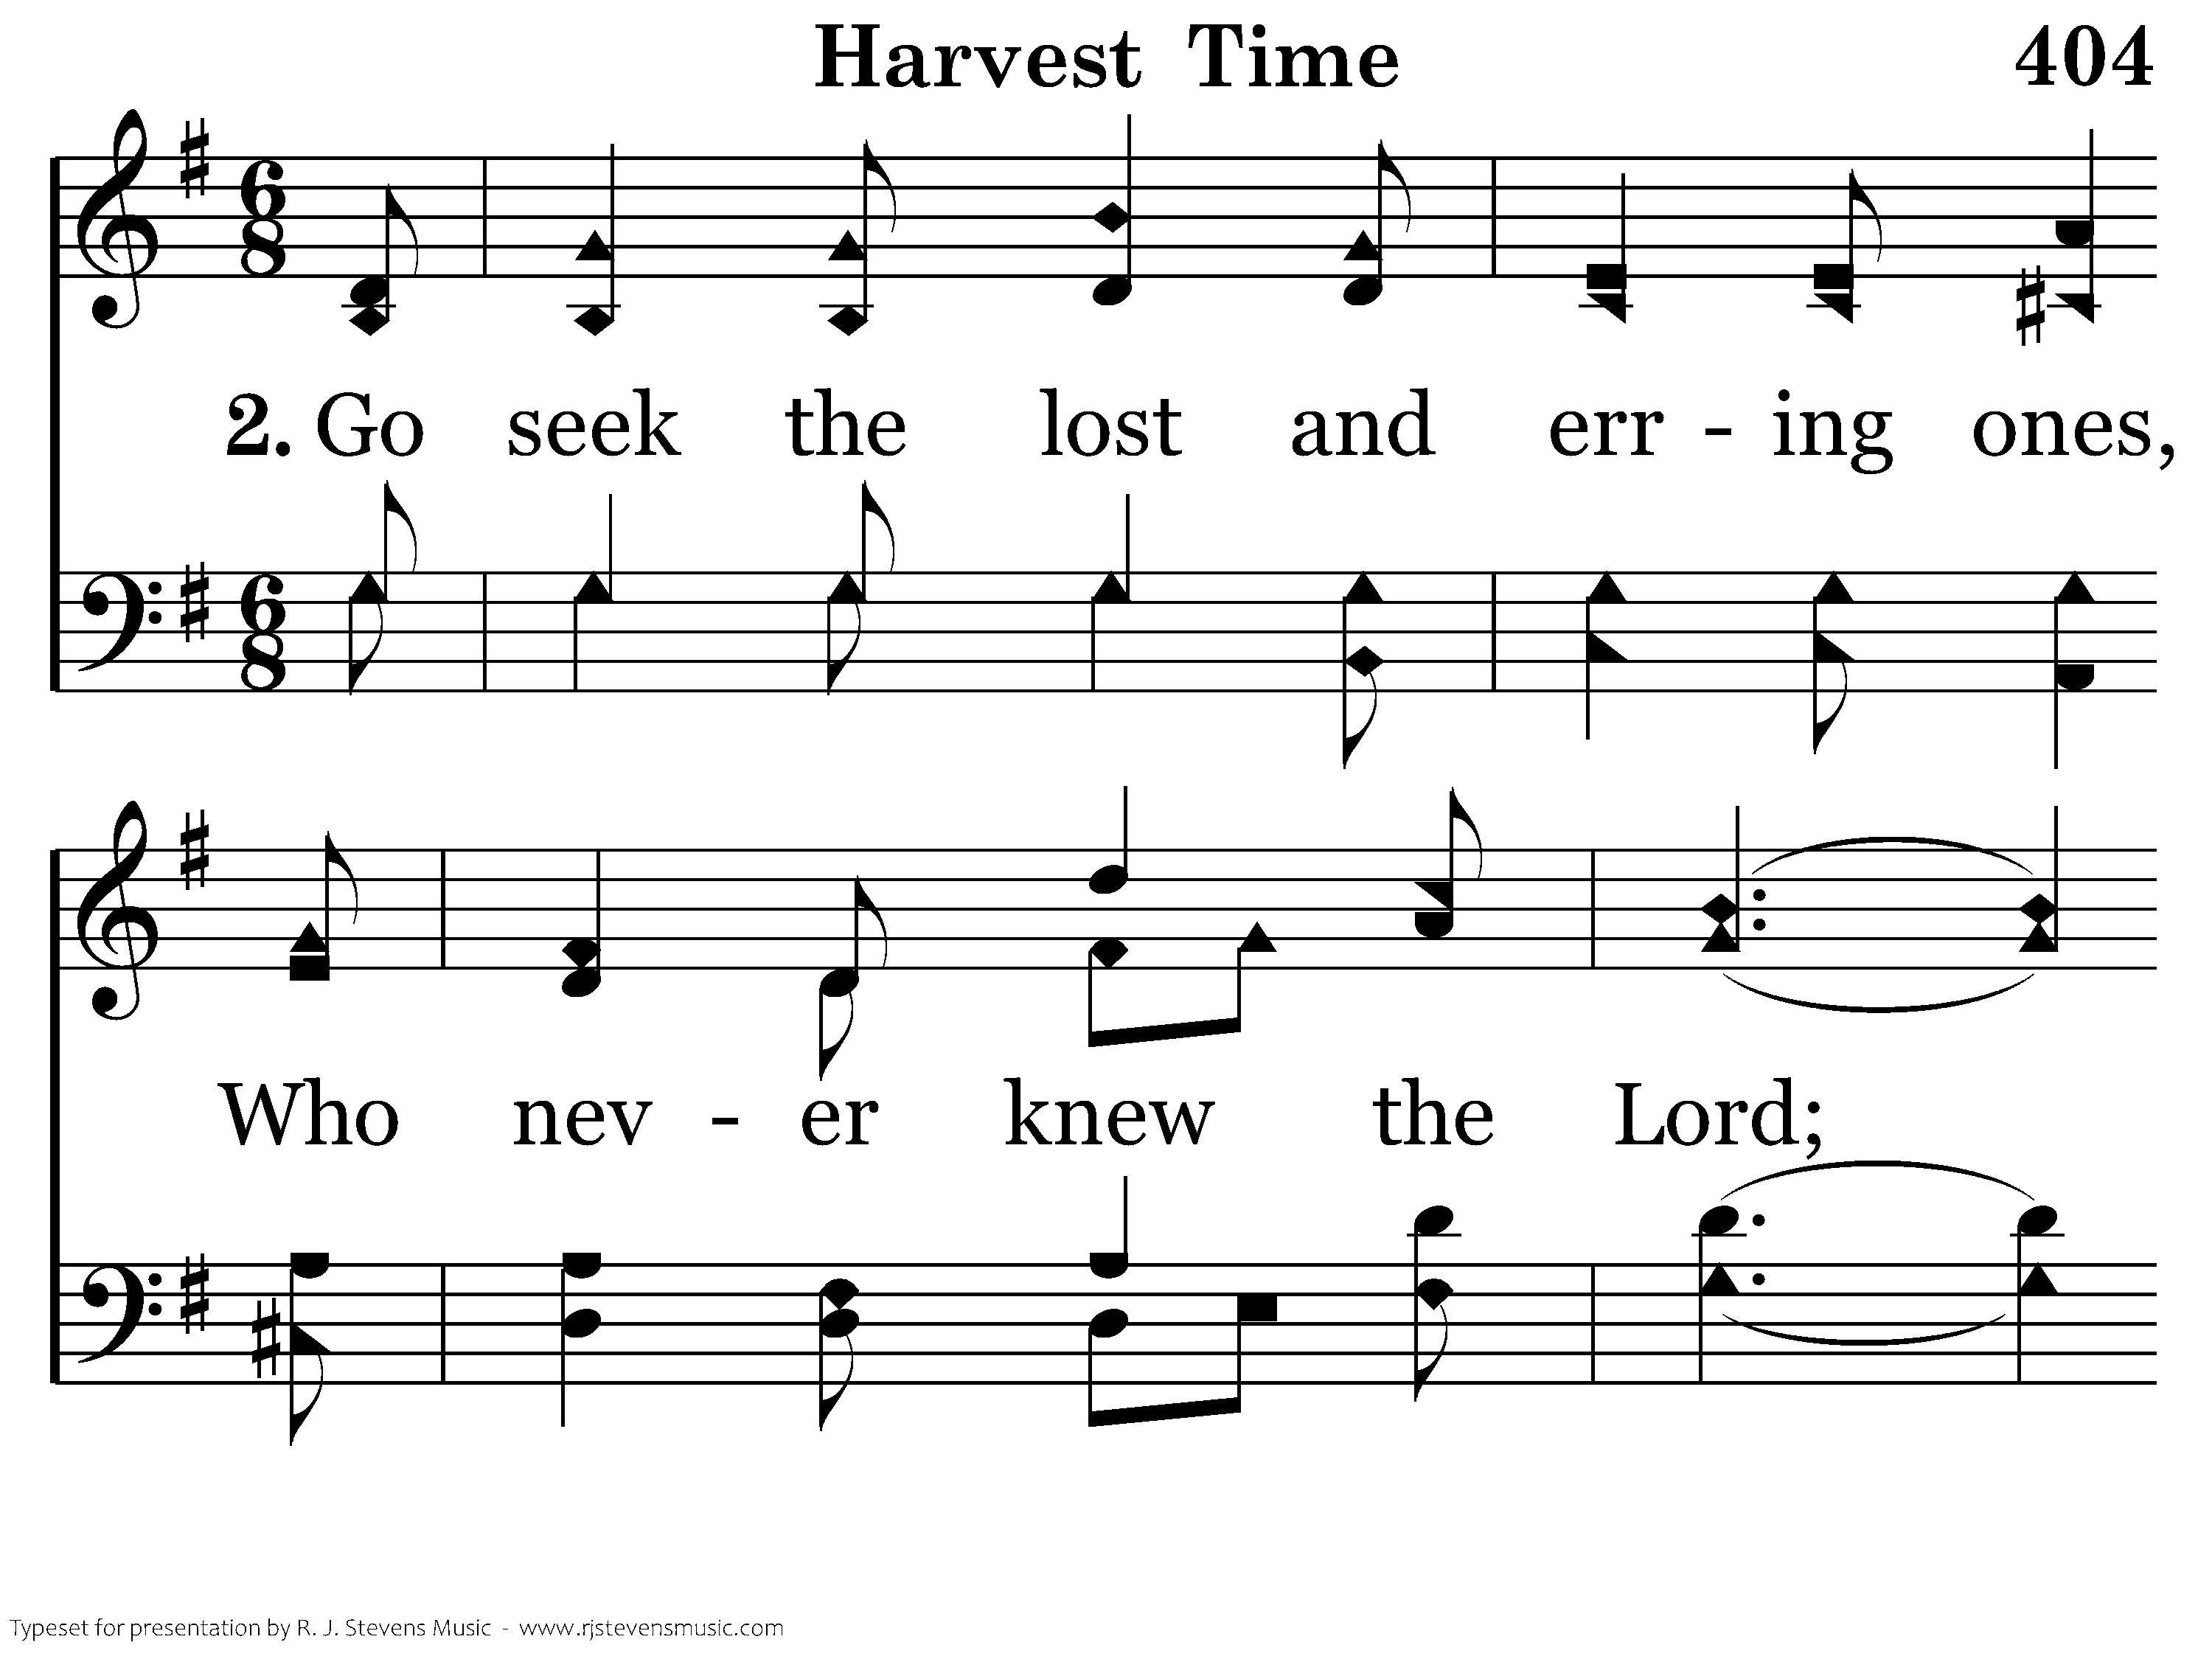 Harvest Time 404
2. Go seek the lost and err - ing ones,
Who nev - er knew the Lord;
Typeset for presentation by R. J. Stevens Music - www.rjstevensmusic.com